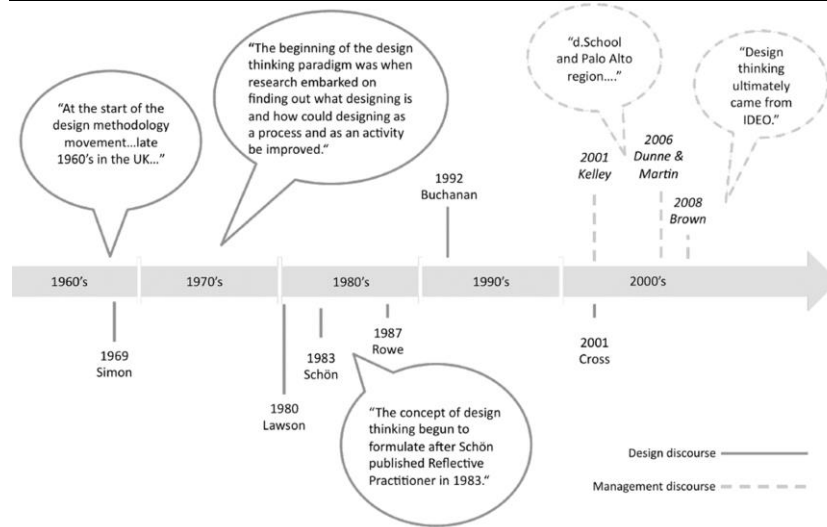 “At the start of the
design methodology
movement...late
1960’s in the UK...”
“The beginning of the design
thinking paradigm was when
research embarked on
finding out what designing is
and how could designing as
a process and as an activity
be improved.“
“d.School
and Palo Alto
region....”
“Design
thinking
ultimately
came from
IDEO.”
1992
Buchanan
2001
Kelley
2006
Dunne &
Martin
2008
Brown
1960’s
1970’s
1980’s
1990’s
2000’s
1969
Simon
1980
Lawson
1983
Schön
1987
Rowe
2001
Cross
“The concept of design
thinking begun to
formulate after Schön
published Reflective
Practitioner in 1983.“
Design discourse
Management discourse